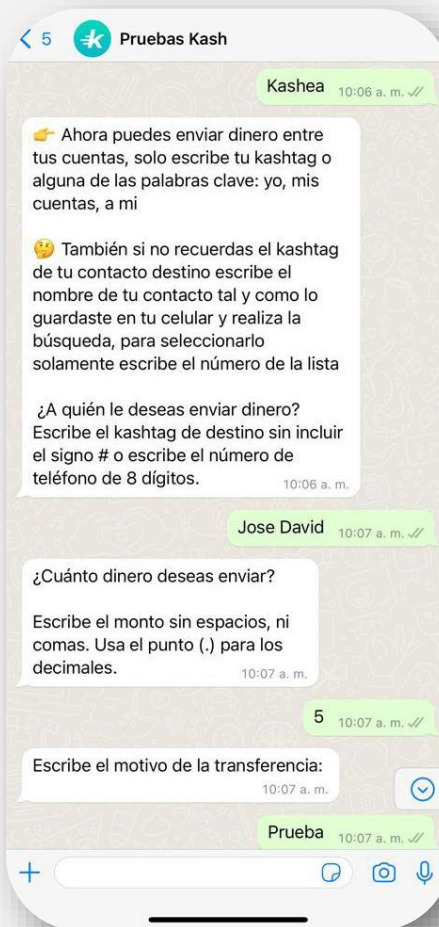 5 Pruebas Kash
Kashea 10:06 a. m.
👉 Ahora puedes enviar dinero entre
tus cuentas, solo escribe tu kashtag o
alguna de las palabras clave: yo, mis
cuentas, a mi
🤔 También si no recuerdas el kashtag
de tu contacto destino escribe el
nombre de tu contacto tal y como lo
guardaste en tu celular y realiza la
búsqueda, para seleccionarlo
solamente escribe el número de la lista
¿A quién le deseas enviar dinero?
Escribe el kashtag de destino sin incluir
el signo # o escribe el número de
teléfono de 8 dígitos.
10:06 a. m.
Jose David 10:07 a. m.
¿Cuánto dinero deseas enviar?
Escribe el monto sin espacios, ni
comas. Usa el punto (.) para los
decimales.
10:07 a. m.
5 10:07 a. m.
Escribe el motivo de la transferencia:
10:07 a. m.
Prueba 10:07 a. m.